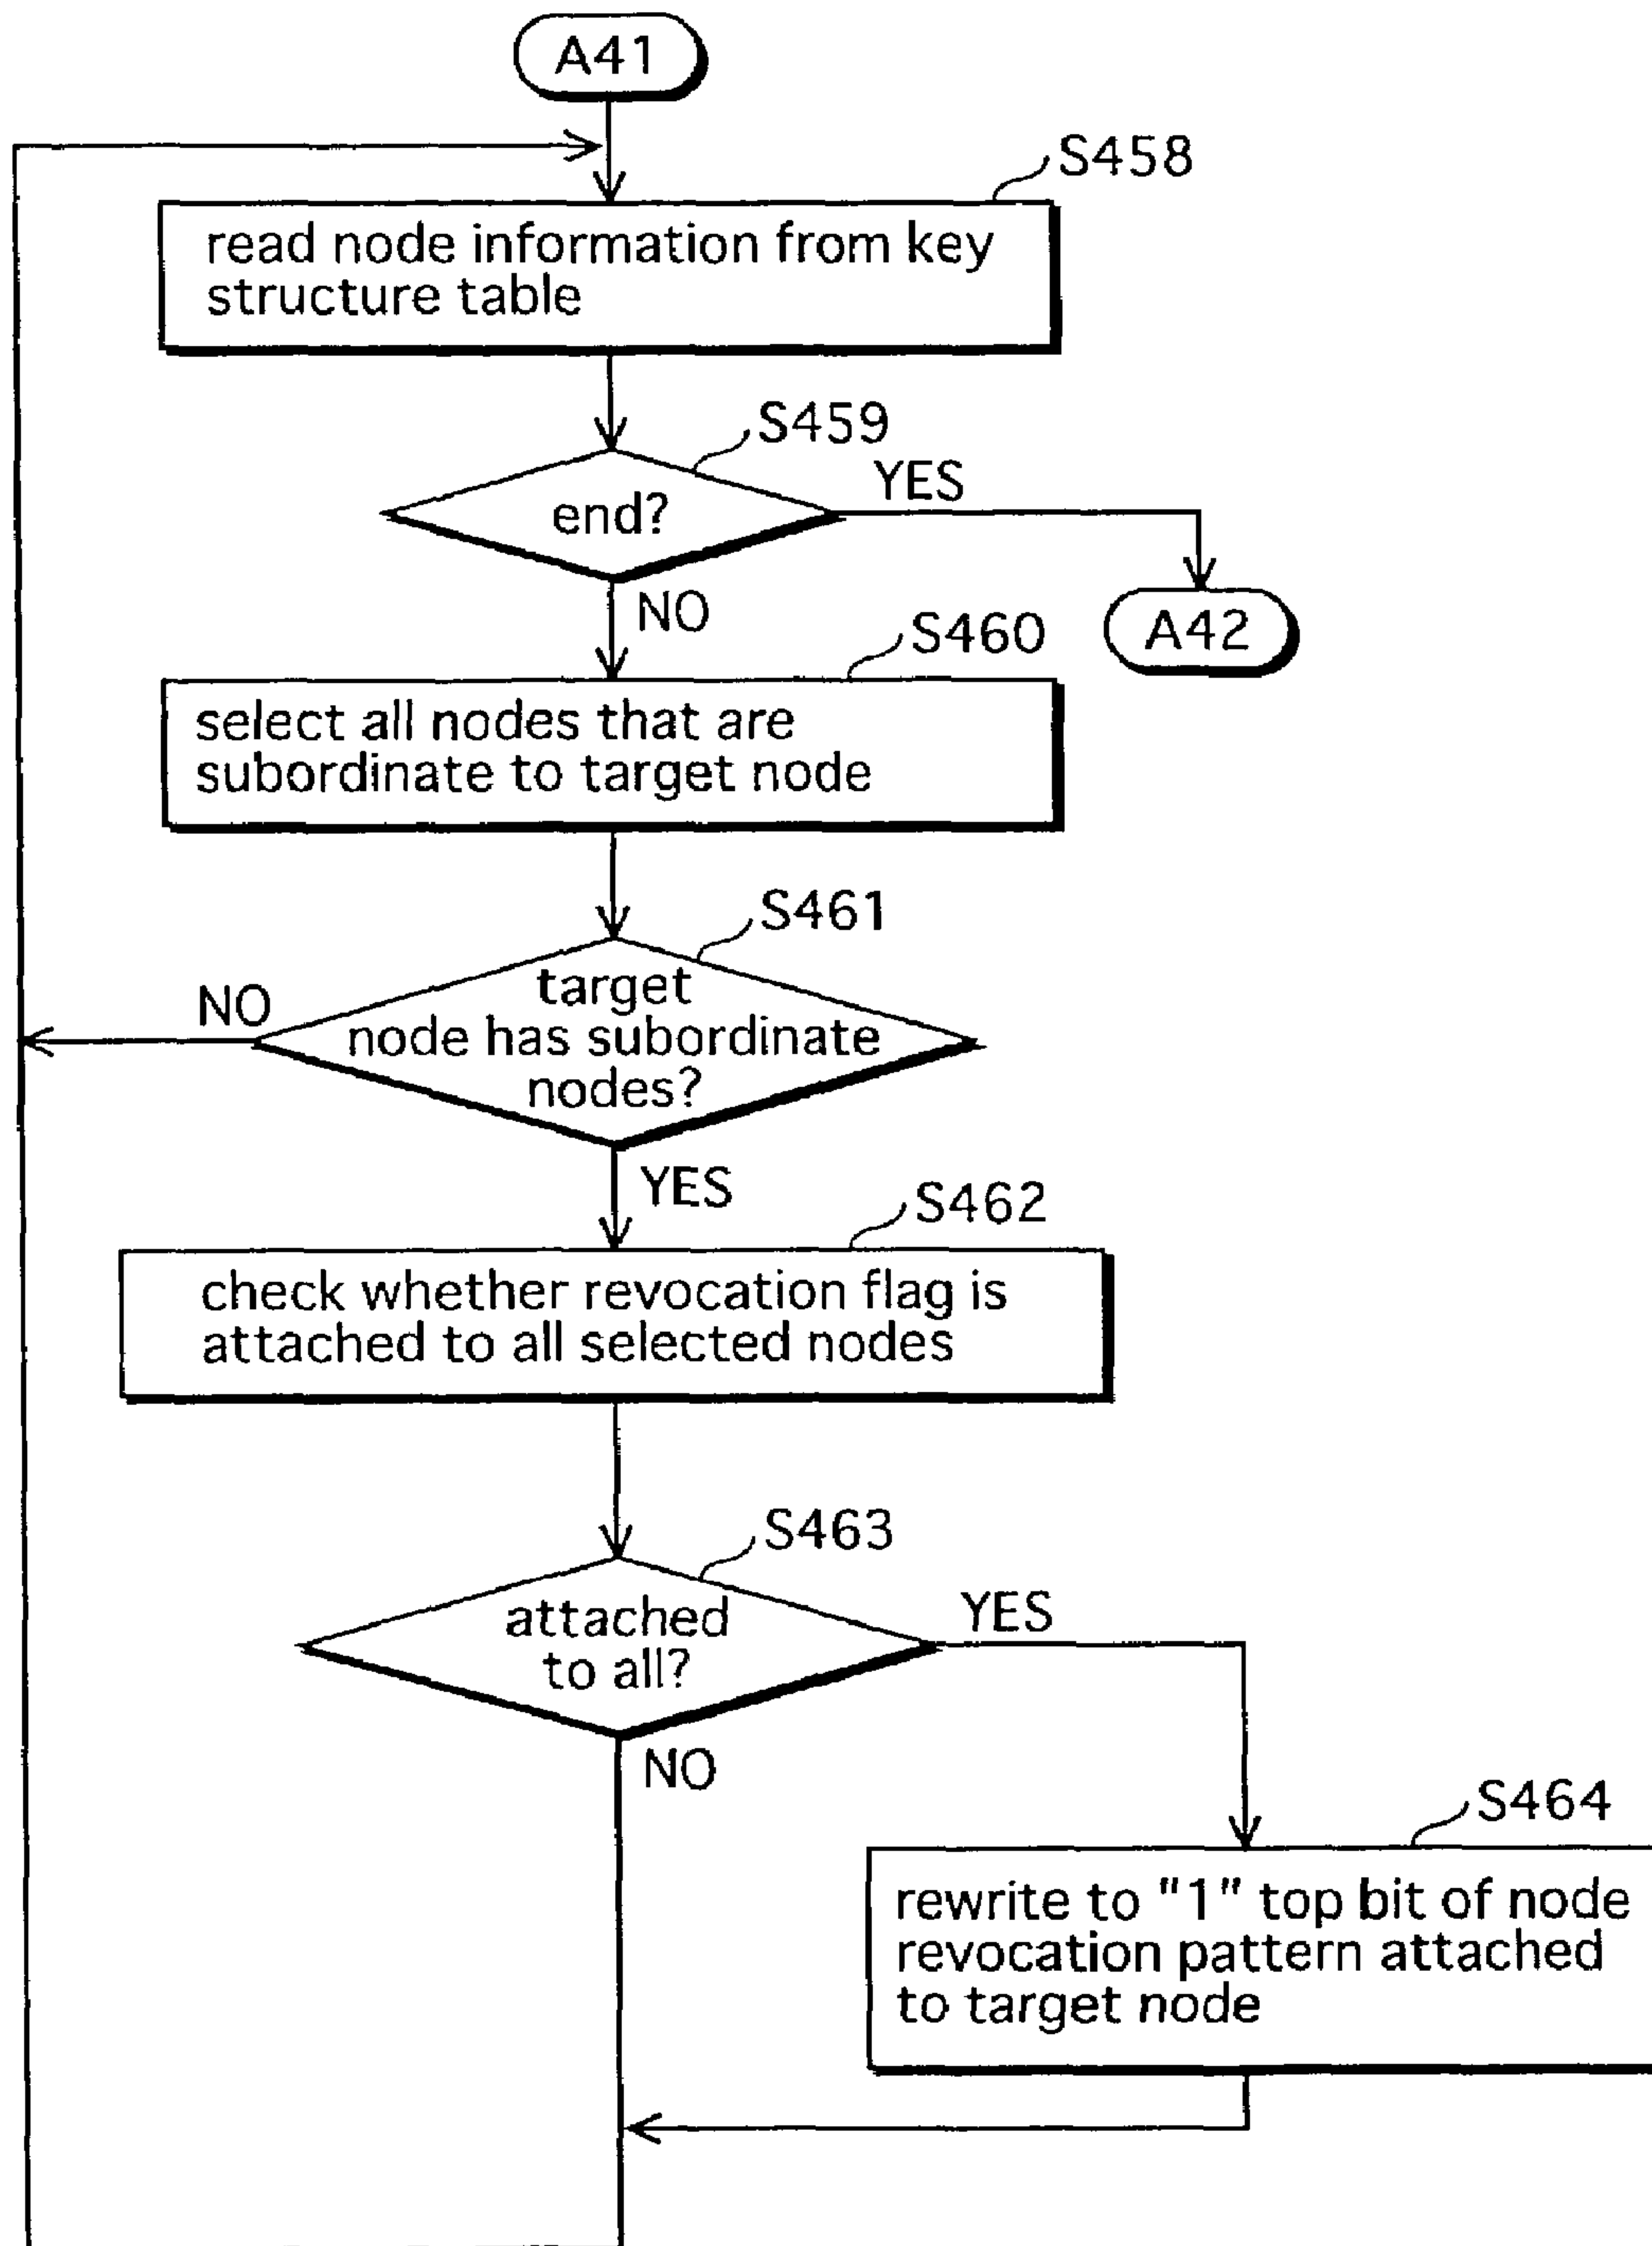 A41
S458
read node information from key
structure table
S459
end?
YES
NO
A42
S460
select all nodes that are
subordinate to target node
S461
target
node has subordinate
nodes?
NO
YES
S462
check whether revocation flag is
attached to all selected nodes
S463
attached
to all?
YES
NO
S464
rewrite to "1" top bit of node
revocation pattern attached
to target node